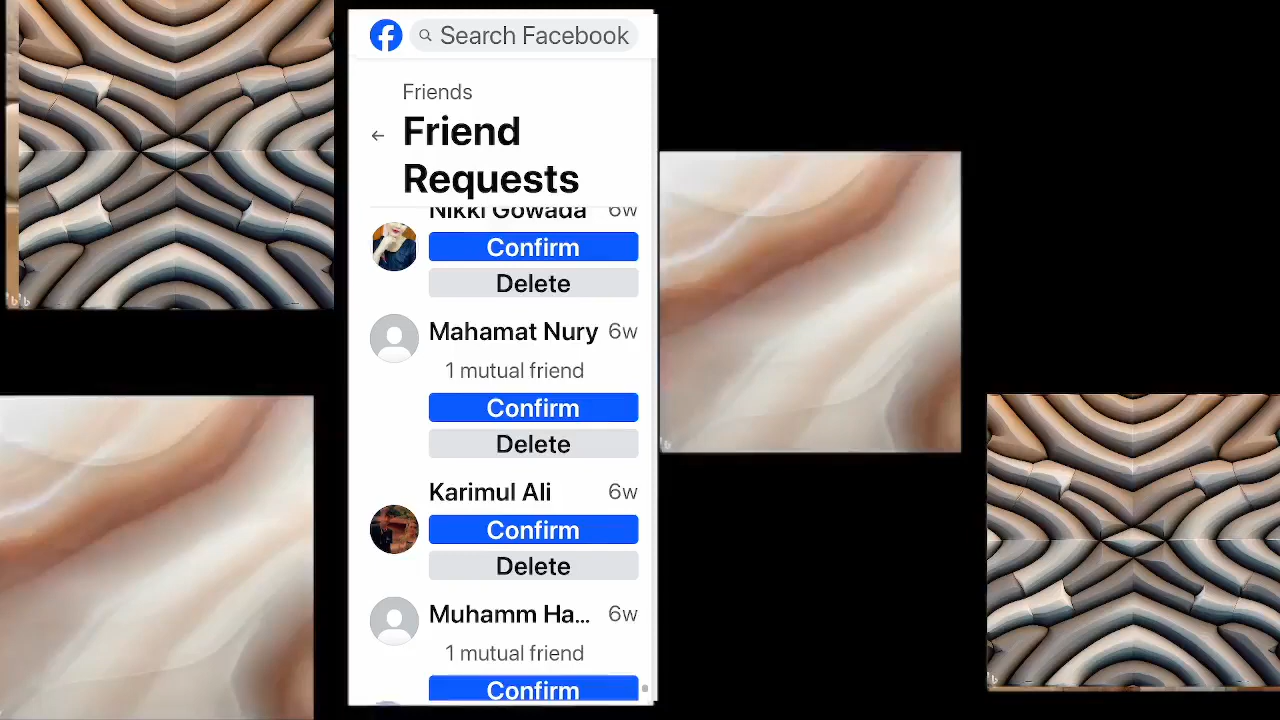 Search Facebook
Friends
Friend
Requests
Nikki Gowada 6w
Confirm
Delete
Mahamat Nury 6w
1 mutual friend
Confirm
Delete
Karimul Ali 6w
Confirm
Delete
Muhamm Ha... 6w
1 mutual friend
Confirm